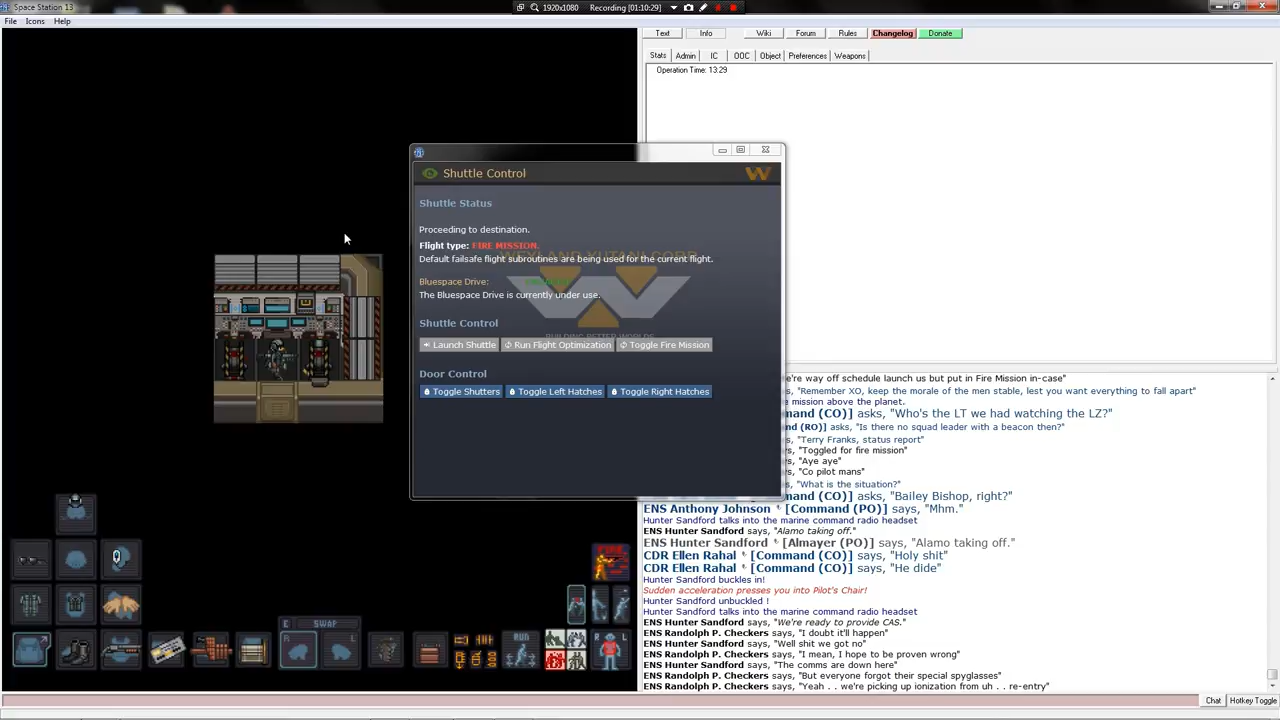 Space Station 13
1920x1080
Recording [01:10:29]
File Icons Help
Text Info Wiki Forum Rules Changelog Donate
Stats Admin IC OOC Object Preferences Weapons
Operation Time: 13:29
Shuttle Control
Shuttle Status
Proceeding to destination.
Flight type: FIRE MISSION.
Default failsafe flight subroutines are being used for the current flight.
Bluespace Drive:
The Bluespace Drive is currently under use.
Shuttle Control
BUILDING BETTER WORLDS
Launch Shuttle Run Flight Optimization Toggle Fire Mission
Door Control
Toggle Shutters Toggle Left Hatches Toggle Right Hatches
e're way off schedule launch us but put in Fire Mission in-case"
s, "Remember XO, keep the morale of the men stable, lest you want everything to fall apart"
e mission above the planet.
mand (CO)] asks, "Who's the LT we had watching the LZ?"
and (RO)] asks, "Is there no squad leader with a beacon then?"
s, "Terry Franks, status report"
s, "Toggled for fire mission"
s, "Aye aye"
s, "Co pilot mans"
s, "What is the situation?"
mand (CO)] asks, "Bailey Bishop, right?"
ENS Anthony Johnson [Command (PO)] says, "Mhm."
Hunter Sandford talks into the marine command radio headset
ENS Hunter Sandford says, "Alamo taking off."
ENS Hunter Sandford [Almayer (PO)] says, "Alamo taking off."
CDR Ellen Rahal [Command (CO)] says, "Holy shit"
CDR Ellen Rahal [Command (CO)] says, "He dide"
Hunter Sandford buckles in!
Sudden acceleration presses you into Pilot's Chair!
Hunter Sandford unbuckled !
Hunter Sandford talks into the marine command radio headset
ENS Hunter Sandford says, "We're ready to provide CAS."
ENS Randolph P. Checkers says, "I doubt it'll happen"
ENS Hunter Sandford says, "Well shit we got no"
ENS Randolph P. Checkers says, "I mean, I hope to be proven wrong"
ENS Hunter Sandford says, "The comms are down here"
ENS Randolph P. Checkers says, "But everyone forgot their special spyglasses"
ENS Randolph P. Checkers says, "Yeah . . we're picking up ionization from uh . . re-entry"
FIRE
E SWAP
R L
RUN
R L
Chat Hotkey Toggle